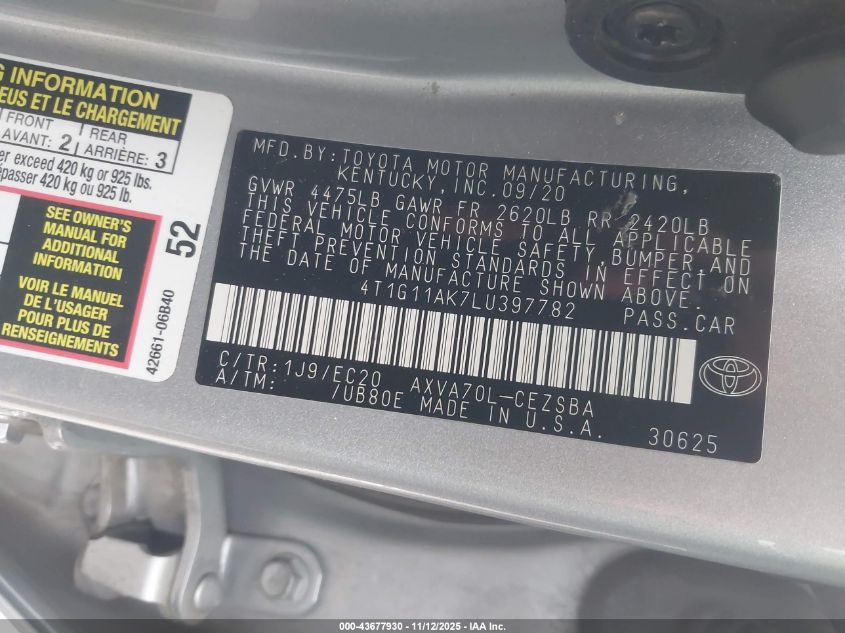 G INFORMATION
EUS ET LE CHARGEMENT
FRONT
AVANT: 2
REAR
ARRIÈRE: 3
er exceed 420 kg or 925 lbs.
épasser 420 kg ou 925 lb.
SEE OWNER'S
MANUAL FOR
ADDITIONAL
INFORMATION
VOIR LE MANUEL
DE L'USAGER
POUR PLUS DE
RENSEIGNEMENTS
52
42661-06B40
MFD.BY:TOYOTA MOTOR MANUFACTURING,
KENTUCKY,INC.09/20
GVWR 4475LB GAWR FR 2620LB RR 2420LB
THIS VEHICLE CONFORMS TO ALL APPLICABLE
FEDERAL MOTOR VEHICLE SAFETY, BUMPER,AND
THEFT PREVENTION STANDARDS IN EFFECT ON
THE DATE OF MANUFACTURE SHOWN ABOVE.
4T1G11AK7LU397782 PASS.CAR
C/TR:1J9/EC20 AXVA70L-CEZSBA
A/TM: /UB80E MADE IN U.S.A.
30625
000-43677930 - 11/12/2025 - IAA Inc.